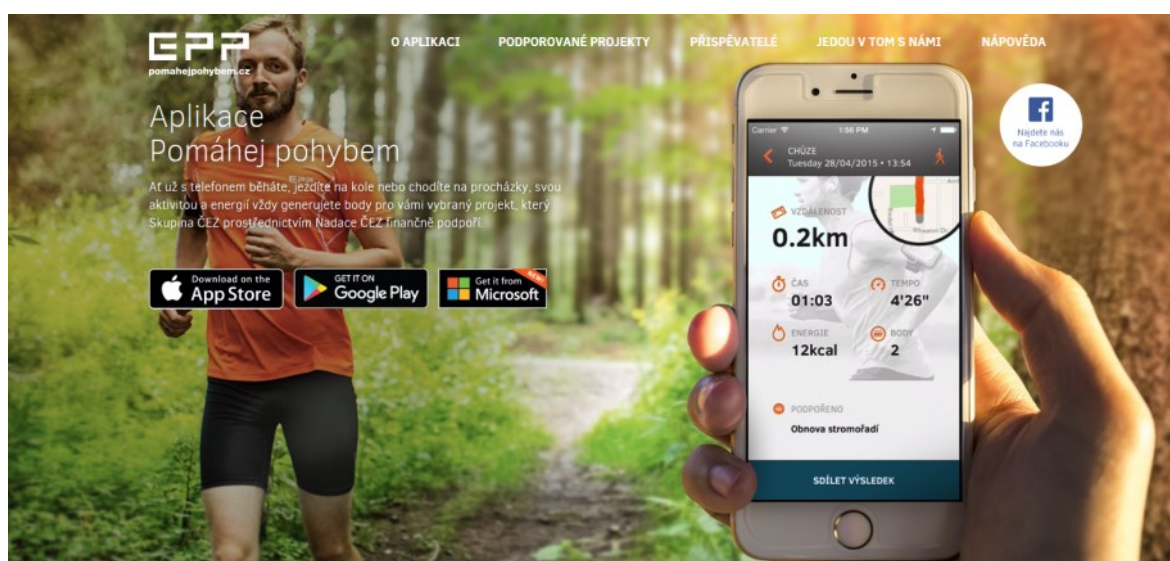 EPP
pomahejpohybem.cz
O APLIKACI
PODPOROVANÉ PROJEKTY
PŘISPĚVATELÉ
JEDOU V TOM S NÁMI
NÁPOVĚDA
Aplikace
Pomáhej pohybem
Ať už s telefonem běháte, jezdíte na kole nebo chodíte na procházky, svou
aktivitou a energií vždy generujete body pro vámi vybraný projekt, který
Skupina ČEZ prostřednictvím Nadace ČEZ finančně podpoří.
Download on the
App Store
GET IT ON
Google Play
Get it from
Microsoft
NEW!
Najdete nás
na Facebooku
Carrier 1:56 PM
CHŮZE
Tuesday 28/04/2015 • 13:54
VZDÁLENOST
0.2km
Wheaton Dr
ČAS
01:03
TEMPO
4'26"
ENERGIE
12kcal
BODY
2
PODPOŘENO
Obnova stromořadí
SDÍLET VÝSLEDEK